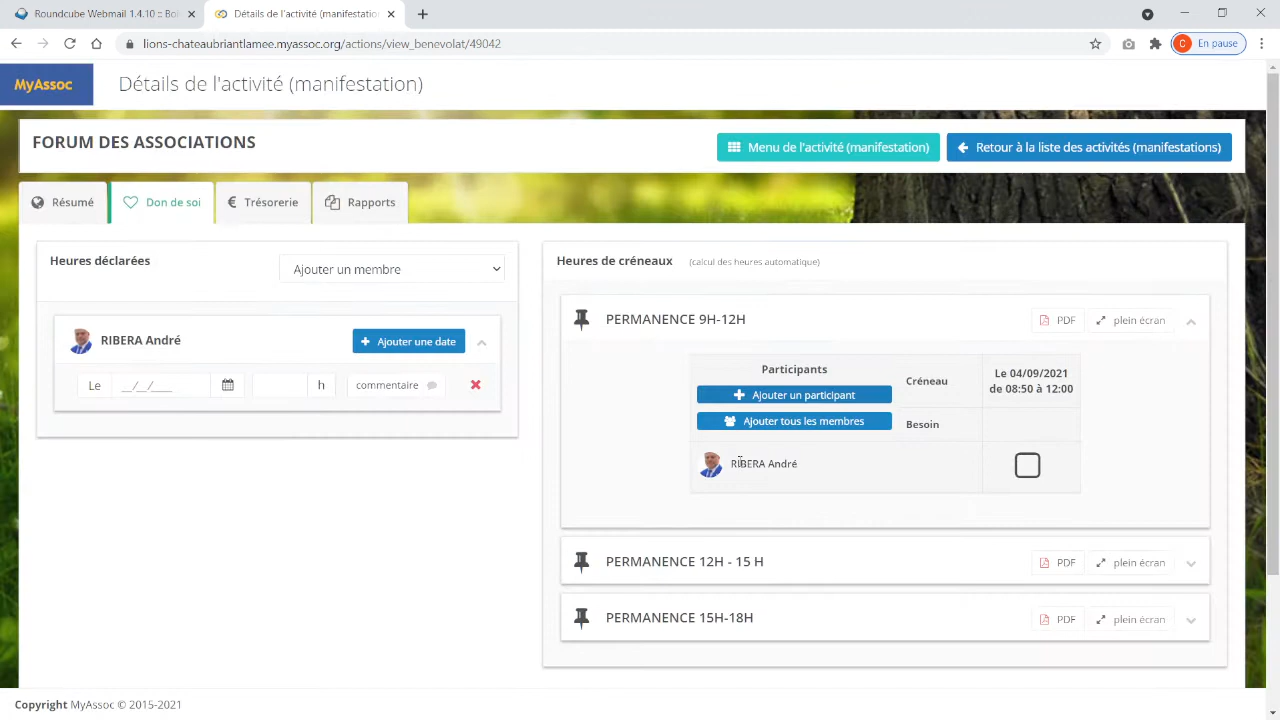 Roundcube Webmail 1.4.10 :: Boî
Détails de l'activité (manifestation
lions-chateaubriantlamee.myassoc.org/actions/view_benevolat/49042
C En pause
MyAssoc
Détails de l'activité (manifestation)
FORUM DES ASSOCIATIONS
Menu de l'activité (manifestation)
Retour à la liste des activités (manifestations)
Résumé
Don de soi
€ Trésorerie
Rapports
Heures déclarées
Ajouter un membre
RIBERA André
Ajouter une date
Le
__/__/____
h
commentaire
Heures de créneaux
(calcul des heures automatique)
PERMANENCE 9H-12H
PDF
plein écran
Participants
Ajouter un participant
Ajouter tous les membres
Créneau
Besoin
Le 04/09/2021
de 08:50 à 12:00
RIBERA André
PERMANENCE 12H - 15 H
PDF
plein écran
PERMANENCE 15H-18H
PDF
plein écran
Copyright MyAssoc © 2015-2021